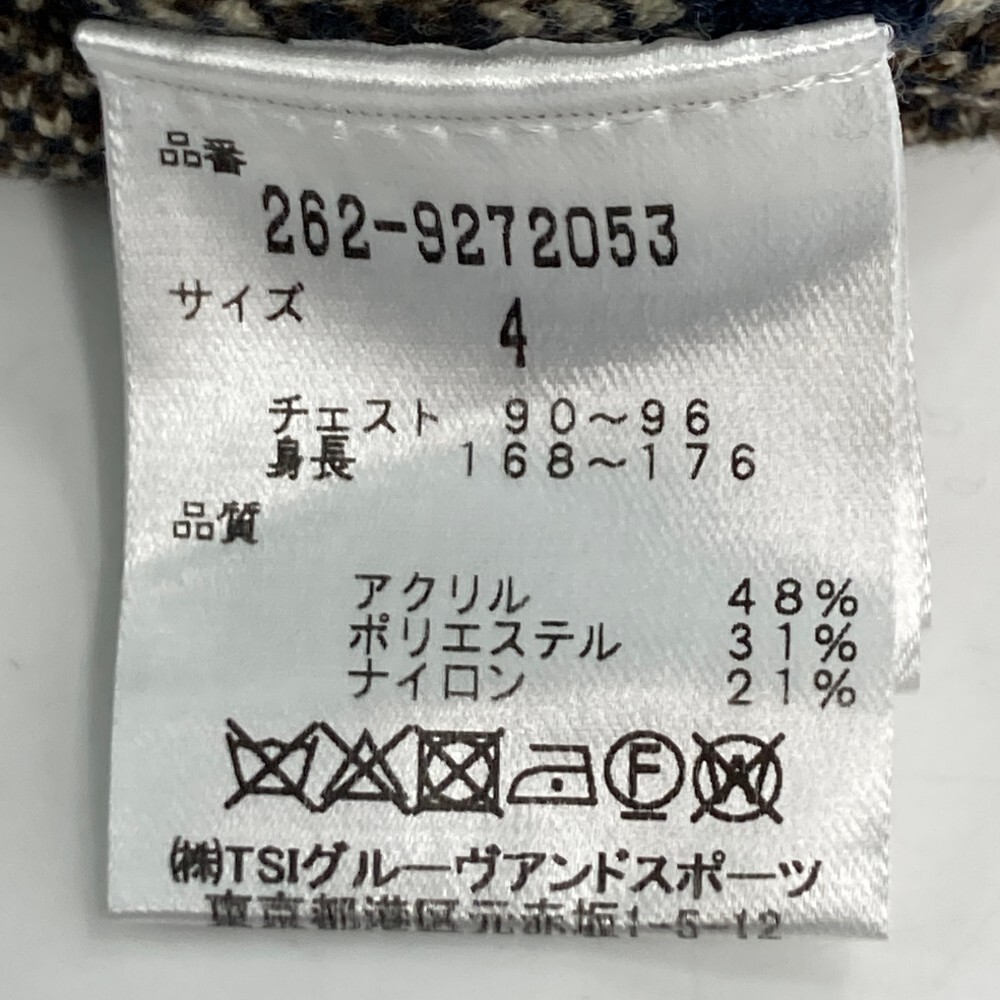 品番
262-9272053
サイズ
4
チェスト 90～96
身長 168～176
品質
アクリル 48%
ポリエステル 31%
ナイロン 21%
F W
㈱TSIグルーヴアンドスポーツ
東京都港区元赤坂1-5-12